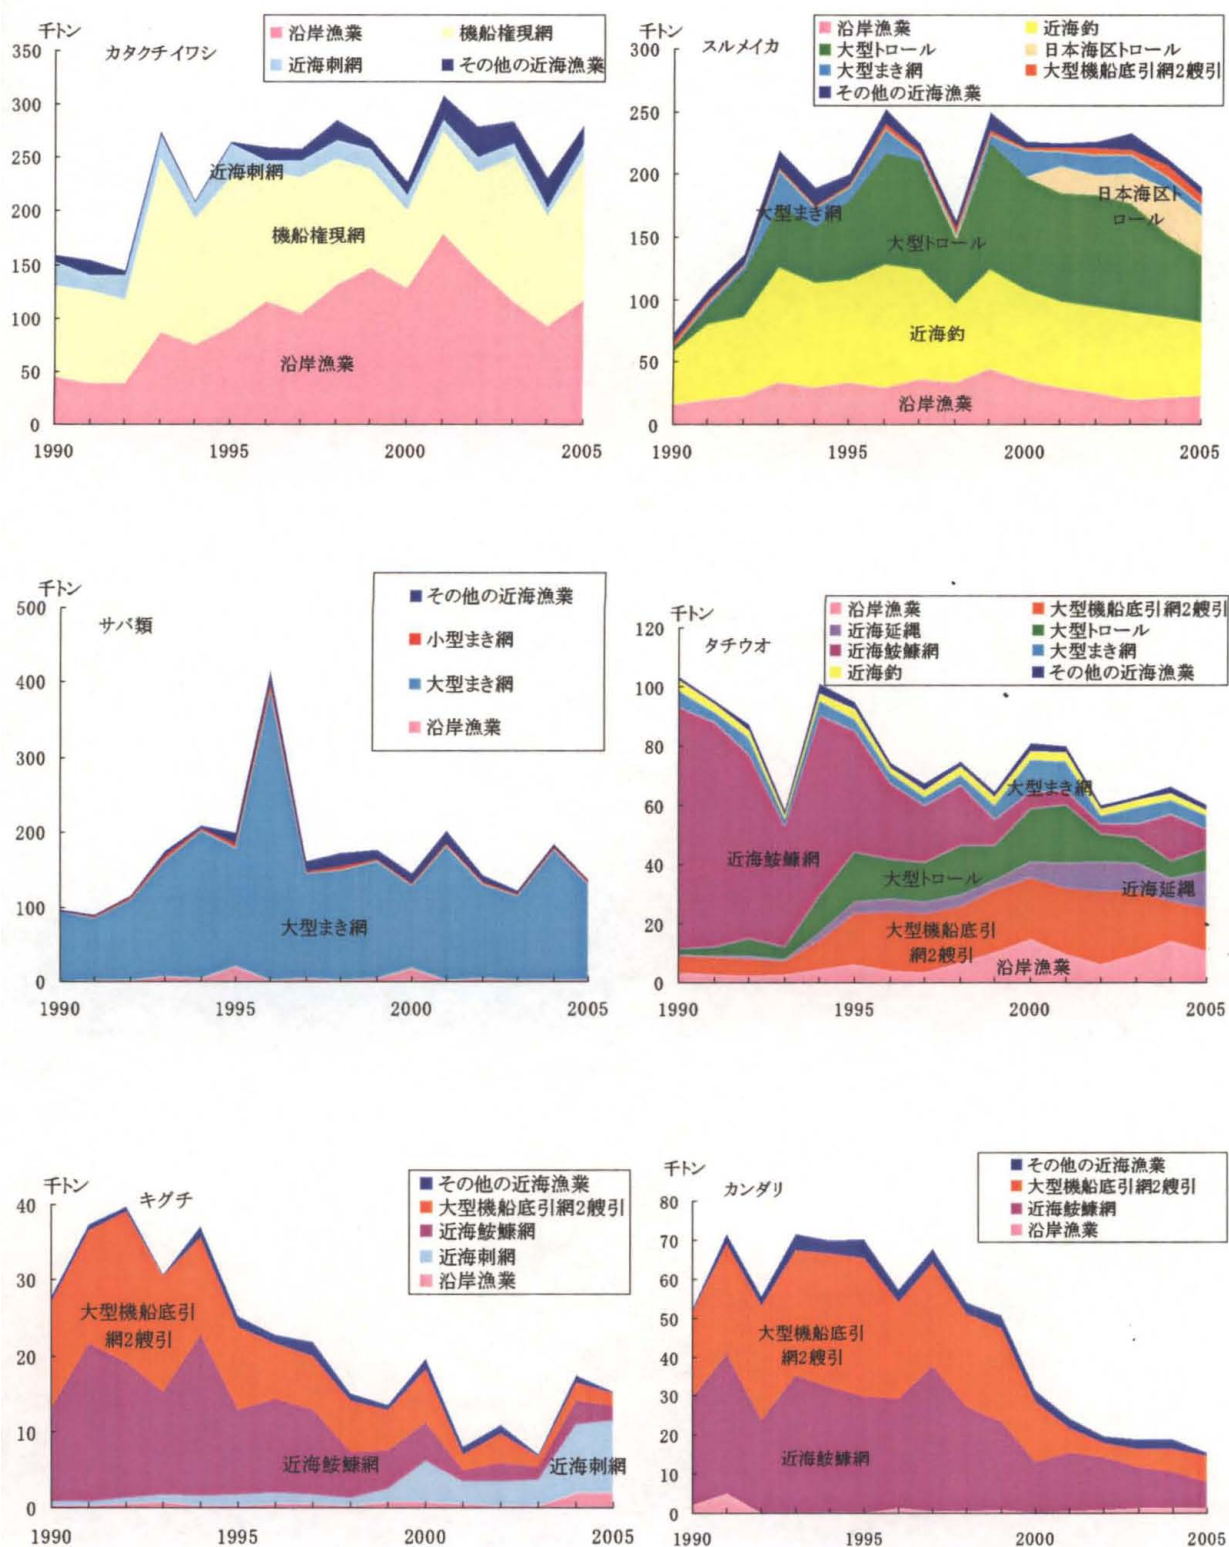 千トン
カタクチイワシ
沿岸漁業
機船権現網
近海刺網
その他の近海漁業
350
300
250
200
150
100
50
0
近海刺網
機船権現網
沿岸漁業
1990
1995
2000
2005
千トン
スルメイカ
沿岸漁業
近海釣
大型トロール
日本海区トロール
大型まき網
大型機船底引網2艘引
その他の近海漁業
300
250
200
150
100
50
0
大型まき網
大型トロール
日本海区ト
ロール
近海釣
沿岸漁業
1990
1995
2000
2005
千トン
サバ類
その他の近海漁業
小型まき網
大型まき網
沿岸漁業
500
400
300
200
100
0
大型まき網
1990
1995
2000
2005
千トン
タチウオ
沿岸漁業
大型機船底引網2艘引
近海延縄
大型トロール
近海鮟鱇網
大型まき網
近海釣
その他の近海漁業
120
100
80
60
40
20
0
大型まき網
近海鮟鱇網
大型トロール
近海延縄
大型機船底引
網2艘引
沿岸漁業
1990
1995
2000
2005
千トン
キグチ
その他の近海漁業
大型機船底引網2艘引
近海鮟鱇網
近海刺網
沿岸漁業
40
30
20
10
0
大型機船底引
網2艘引
近海鮟鱇網
近海刺網
1990
1995
2000
2005
千トン
カンダリ
その他の近海漁業
大型機船底引網2艘引
近海鮟鱇網
沿岸漁業
80
70
60
50
40
30
20
10
0
大型機船底引
網2艘引
近海鮟鱇網
1990
1995
2000
2005